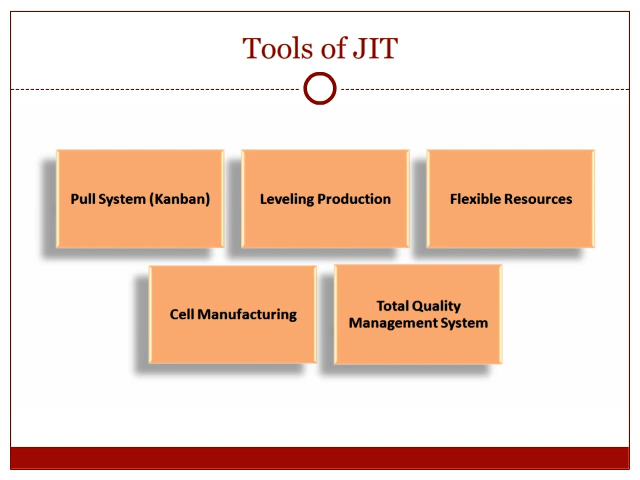 Tools of JIT
Pull System (Kanban)
Leveling Production
Flexible Resources
Cell Manufacturing
Total Quality
Management System